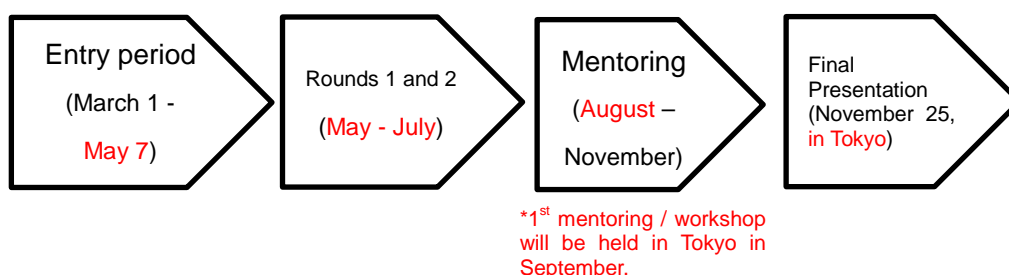 Entry period
(March 1 -
May 7)
Rounds 1 and 2
(May - July)
Mentoring
(August –
November)
Final
Presentation
(November 25,
in Tokyo)
*1st mentoring / workshop
will be held in Tokyo in
September.